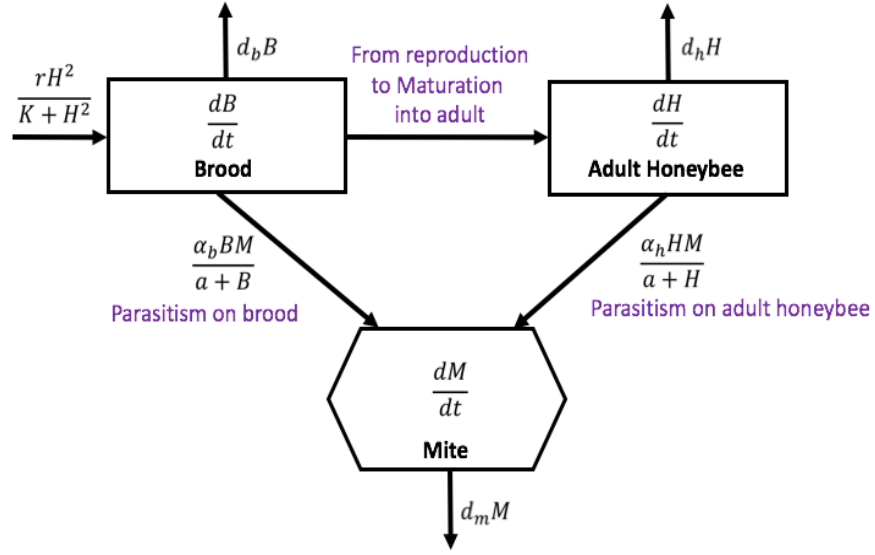 d_b B
From reproduction
to Maturation
into adult
d_h H
rH^2
K + H^2
dB
dt
Brood
dH
dt
Adult Honeybee
α_b BM
a + B
Parasitism on brood
α_h HM
a + H
Parasitism on adult honeybee
dM
dt
Mite
d_m M